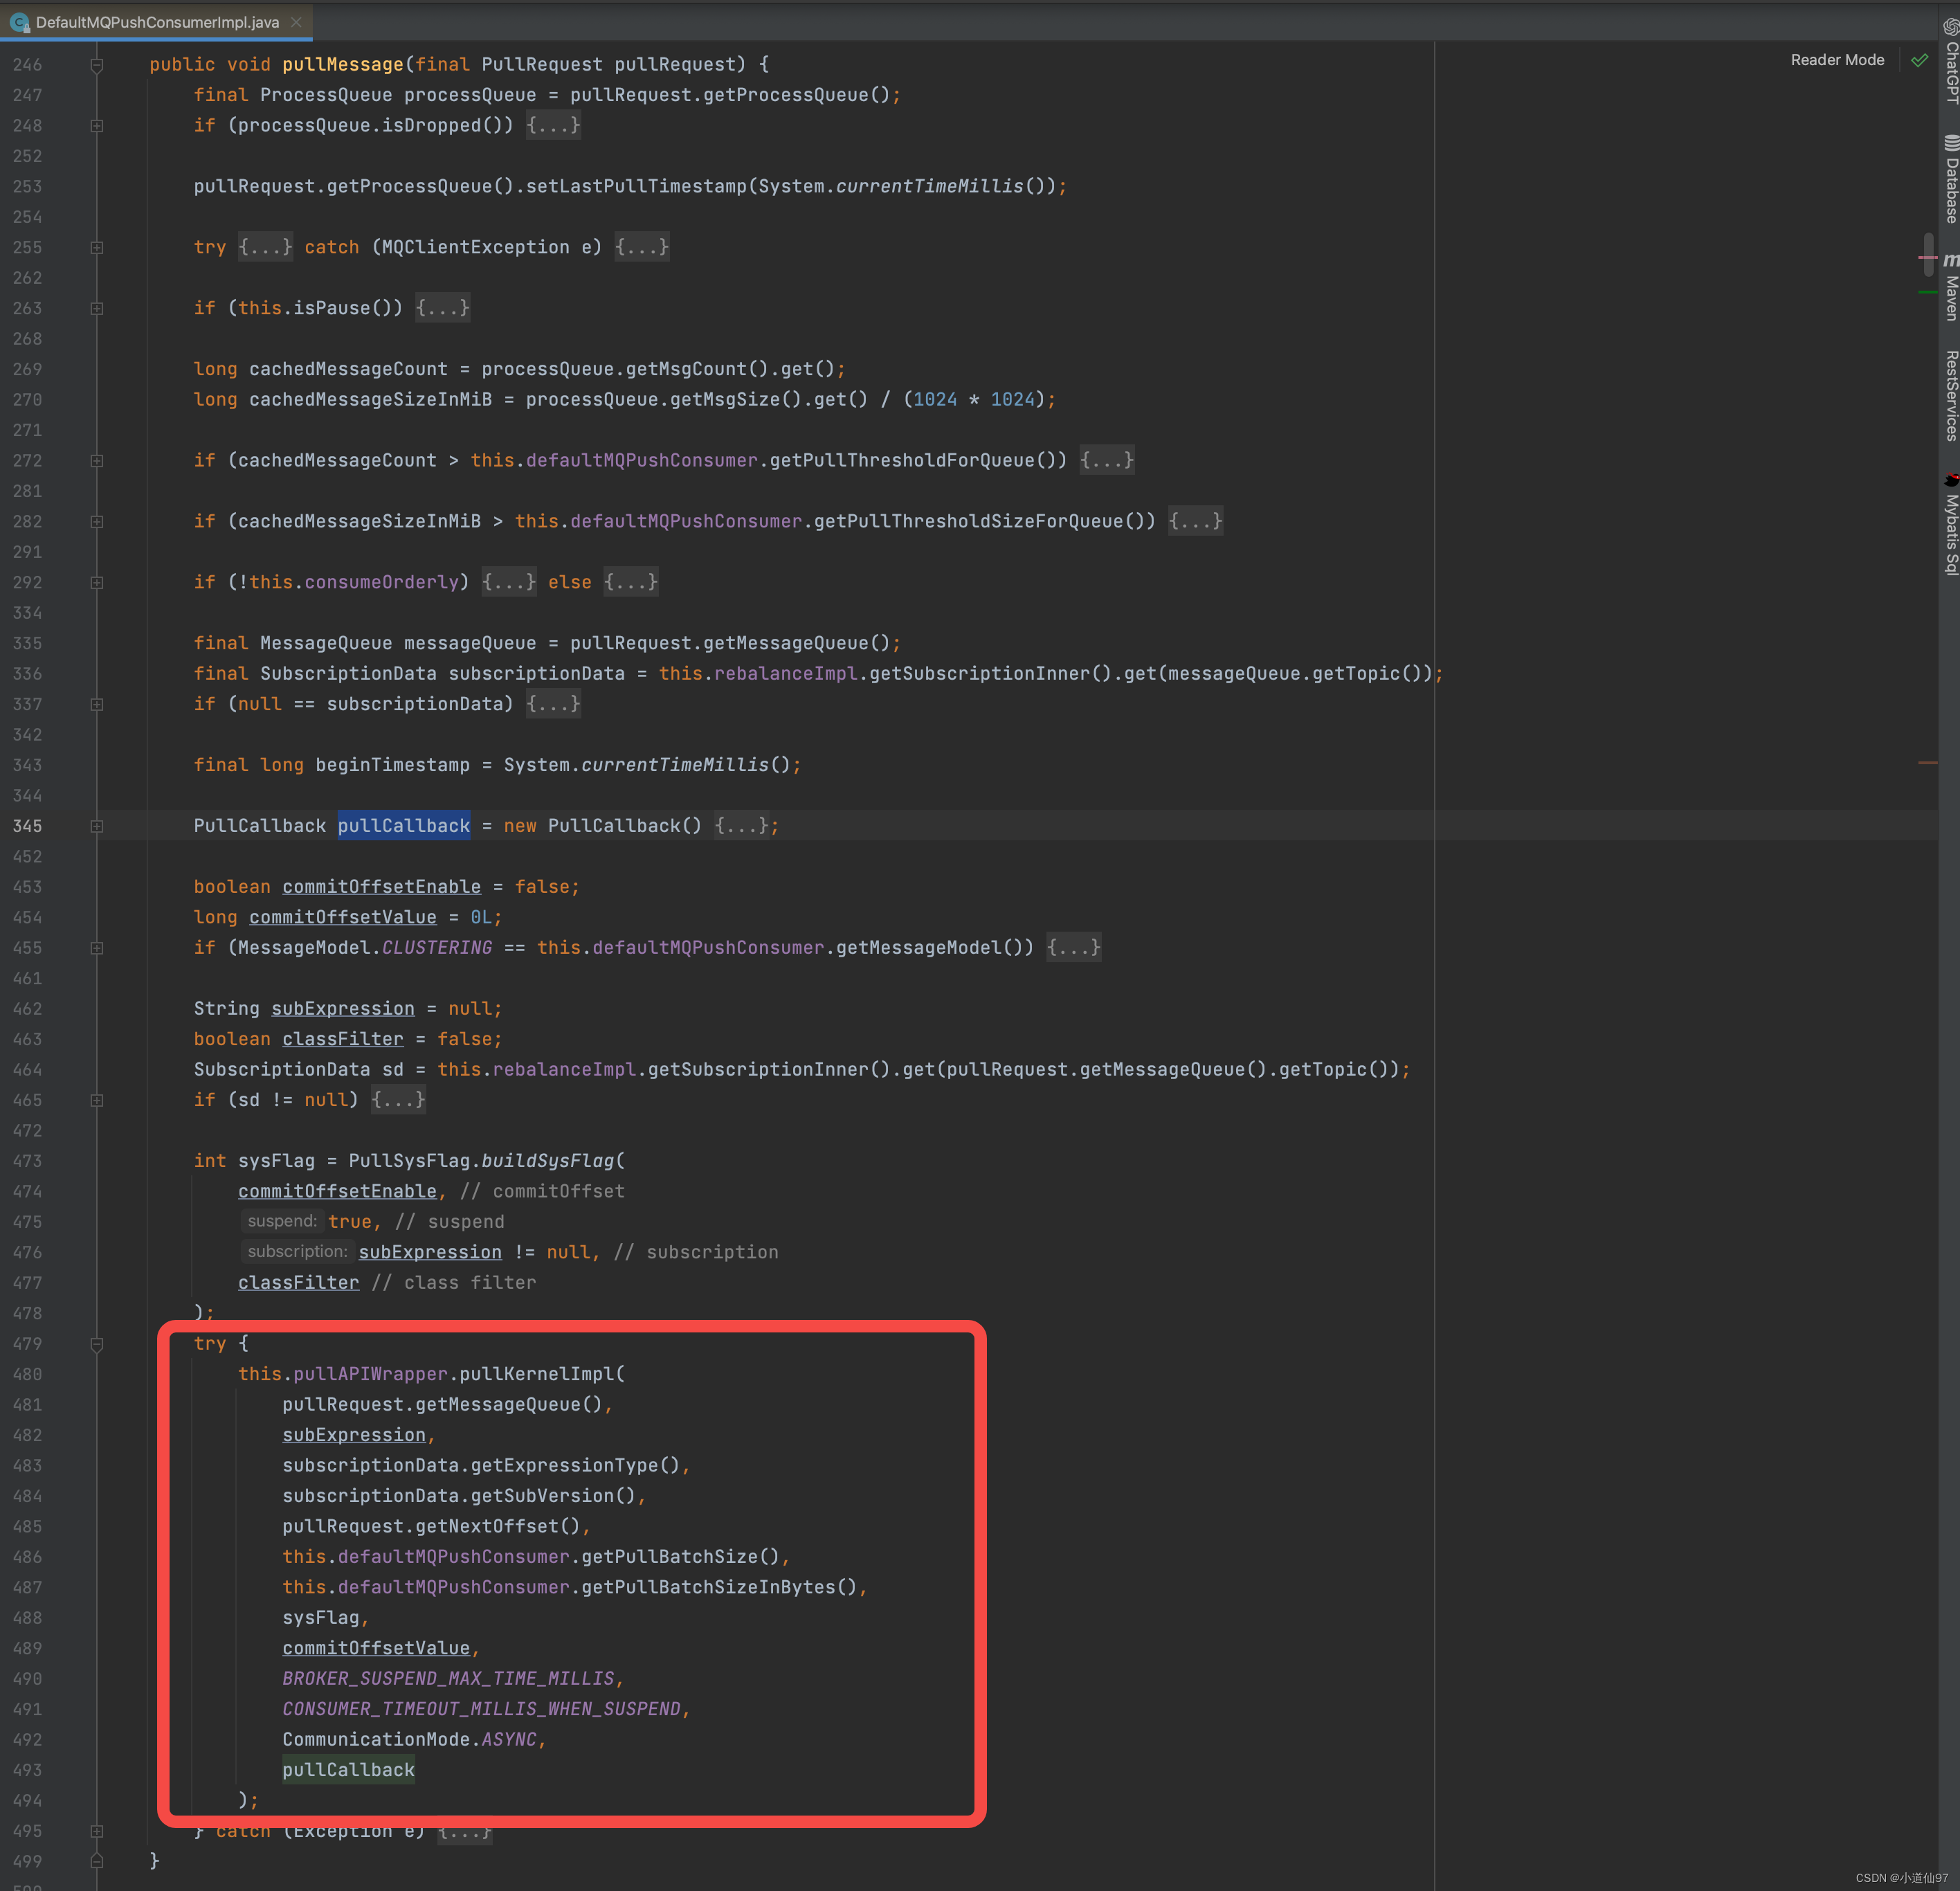 DefaultMQPushConsumerImpl.java
Reader Mode
246 public void pullMessage(final PullRequest pullRequest) {
247 final ProcessQueue processQueue = pullRequest.getProcessQueue();
248 if (processQueue.isDropped()) {...}
252
253 pullRequest.getProcessQueue().setLastPullTimestamp(System.currentTimeMillis());
254
255 try {...} catch (MQClientException e) {...}
262
263 if (this.isPause()) {...}
268
269 long cachedMessageCount = processQueue.getMsgCount().get();
270 long cachedMessageSizeInMiB = processQueue.getMsgSize().get() / (1024 * 1024);
271
272 if (cachedMessageCount > this.defaultMQPushConsumer.getPullThresholdForQueue()) {...}
281
282 if (cachedMessageSizeInMiB > this.defaultMQPushConsumer.getPullThresholdSizeForQueue()) {...}
291
292 if (!this.consumeOrderly) {...} else {...}
334
335 final MessageQueue messageQueue = pullRequest.getMessageQueue();
336 final SubscriptionData subscriptionData = this.rebalanceImpl.getSubscriptionInner().get(messageQueue.getTopic());
337 if (null == subscriptionData) {...}
342
343 final long beginTimestamp = System.currentTimeMillis();
344
345 PullCallback pullCallback = new PullCallback() {...};
452
453 boolean commitOffsetEnable = false;
454 long commitOffsetValue = 0L;
455 if (MessageModel.CLUSTERING == this.defaultMQPushConsumer.getMessageModel()) {...}
461
462 String subExpression = null;
463 boolean classFilter = false;
464 SubscriptionData sd = this.rebalanceImpl.getSubscriptionInner().get(pullRequest.getMessageQueue().getTopic());
465 if (sd != null) {...}
472
473 int sysFlag = PullSysFlag.buildSysFlag(
474 commitOffsetEnable, // commitOffset
475 suspend: true, // suspend
476 subscription: subExpression != null, // subscription
477 classFilter // class filter
478 );
479 try {
480 this.pullAPIWrapper.pullKernelImpl(
481 pullRequest.getMessageQueue(),
482 subExpression,
483 subscriptionData.getExpressionType(),
484 subscriptionData.getSubVersion(),
485 pullRequest.getNextOffset(),
486 this.defaultMQPushConsumer.getPullBatchSize(),
487 this.defaultMQPushConsumer.getPullBatchSizeInBytes(),
488 sysFlag,
489 commitOffsetValue,
490 BROKER_SUSPEND_MAX_TIME_MILLIS,
491 CONSUMER_TIMEOUT_MILLIS_WHEN_SUSPEND,
492 CommunicationMode.ASYNC,
493 pullCallback
494 );
495 } catch (Exception e) {...}
499 }
ChatGPT
Database
Maven
RestServices
Mybatis Sql
CSDN @小道仙97